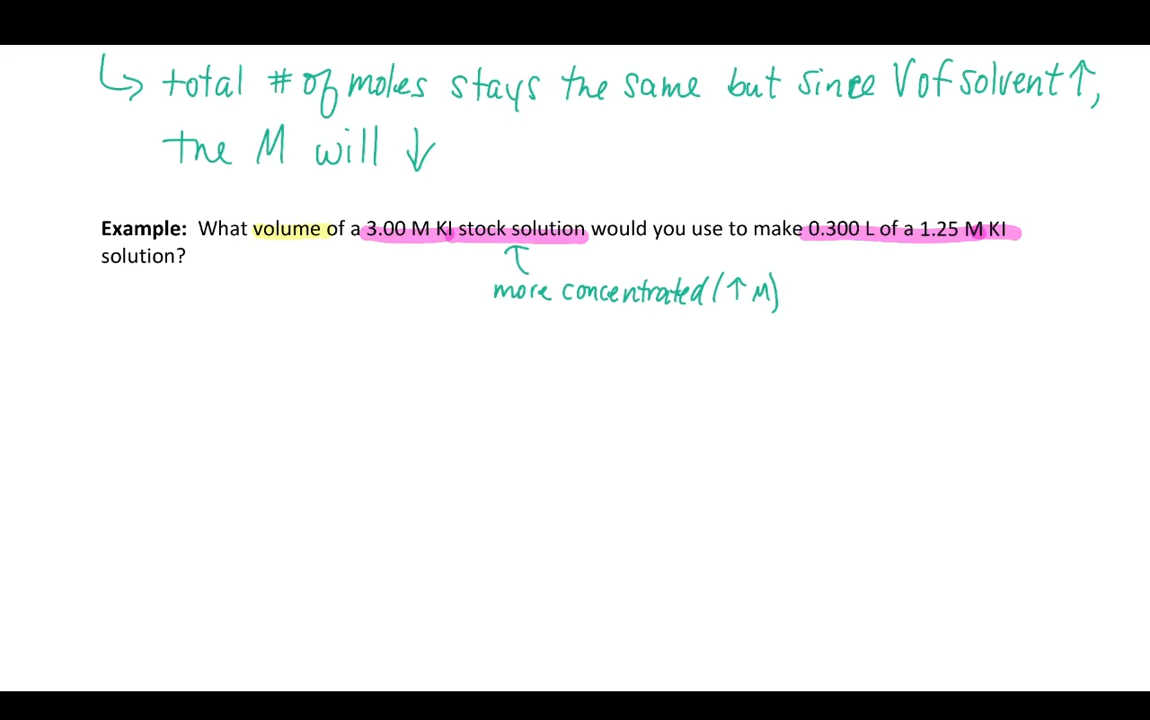 ↳ total # of moles stays the same but since V of solvent ↑,
the M will ↓
Example: What volume of a 3.00 M KI stock solution would you use to make 0.300 L of a 1.25 M KI
solution?
more concentrated (↑ M)